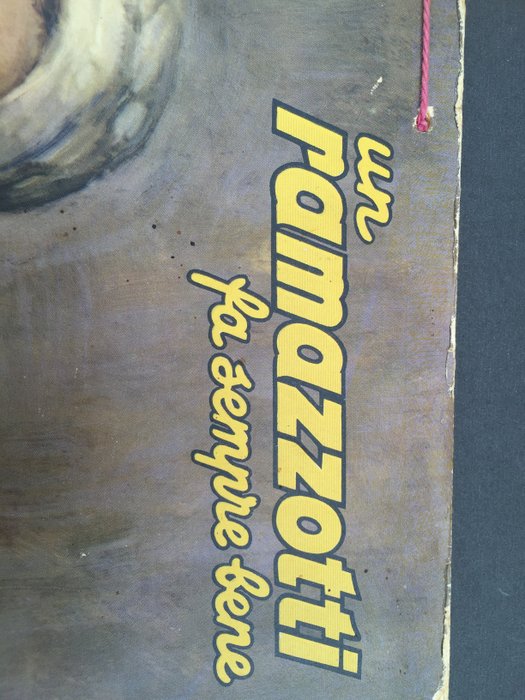 un
ramazzotti
fa sempre bene